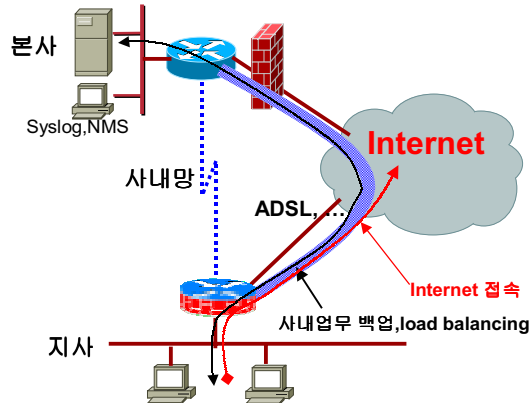 본사
Syslog,NMS
사내망
Internet
ADSL, …
Internet 접속
사내업무 백업,load balancing
지사